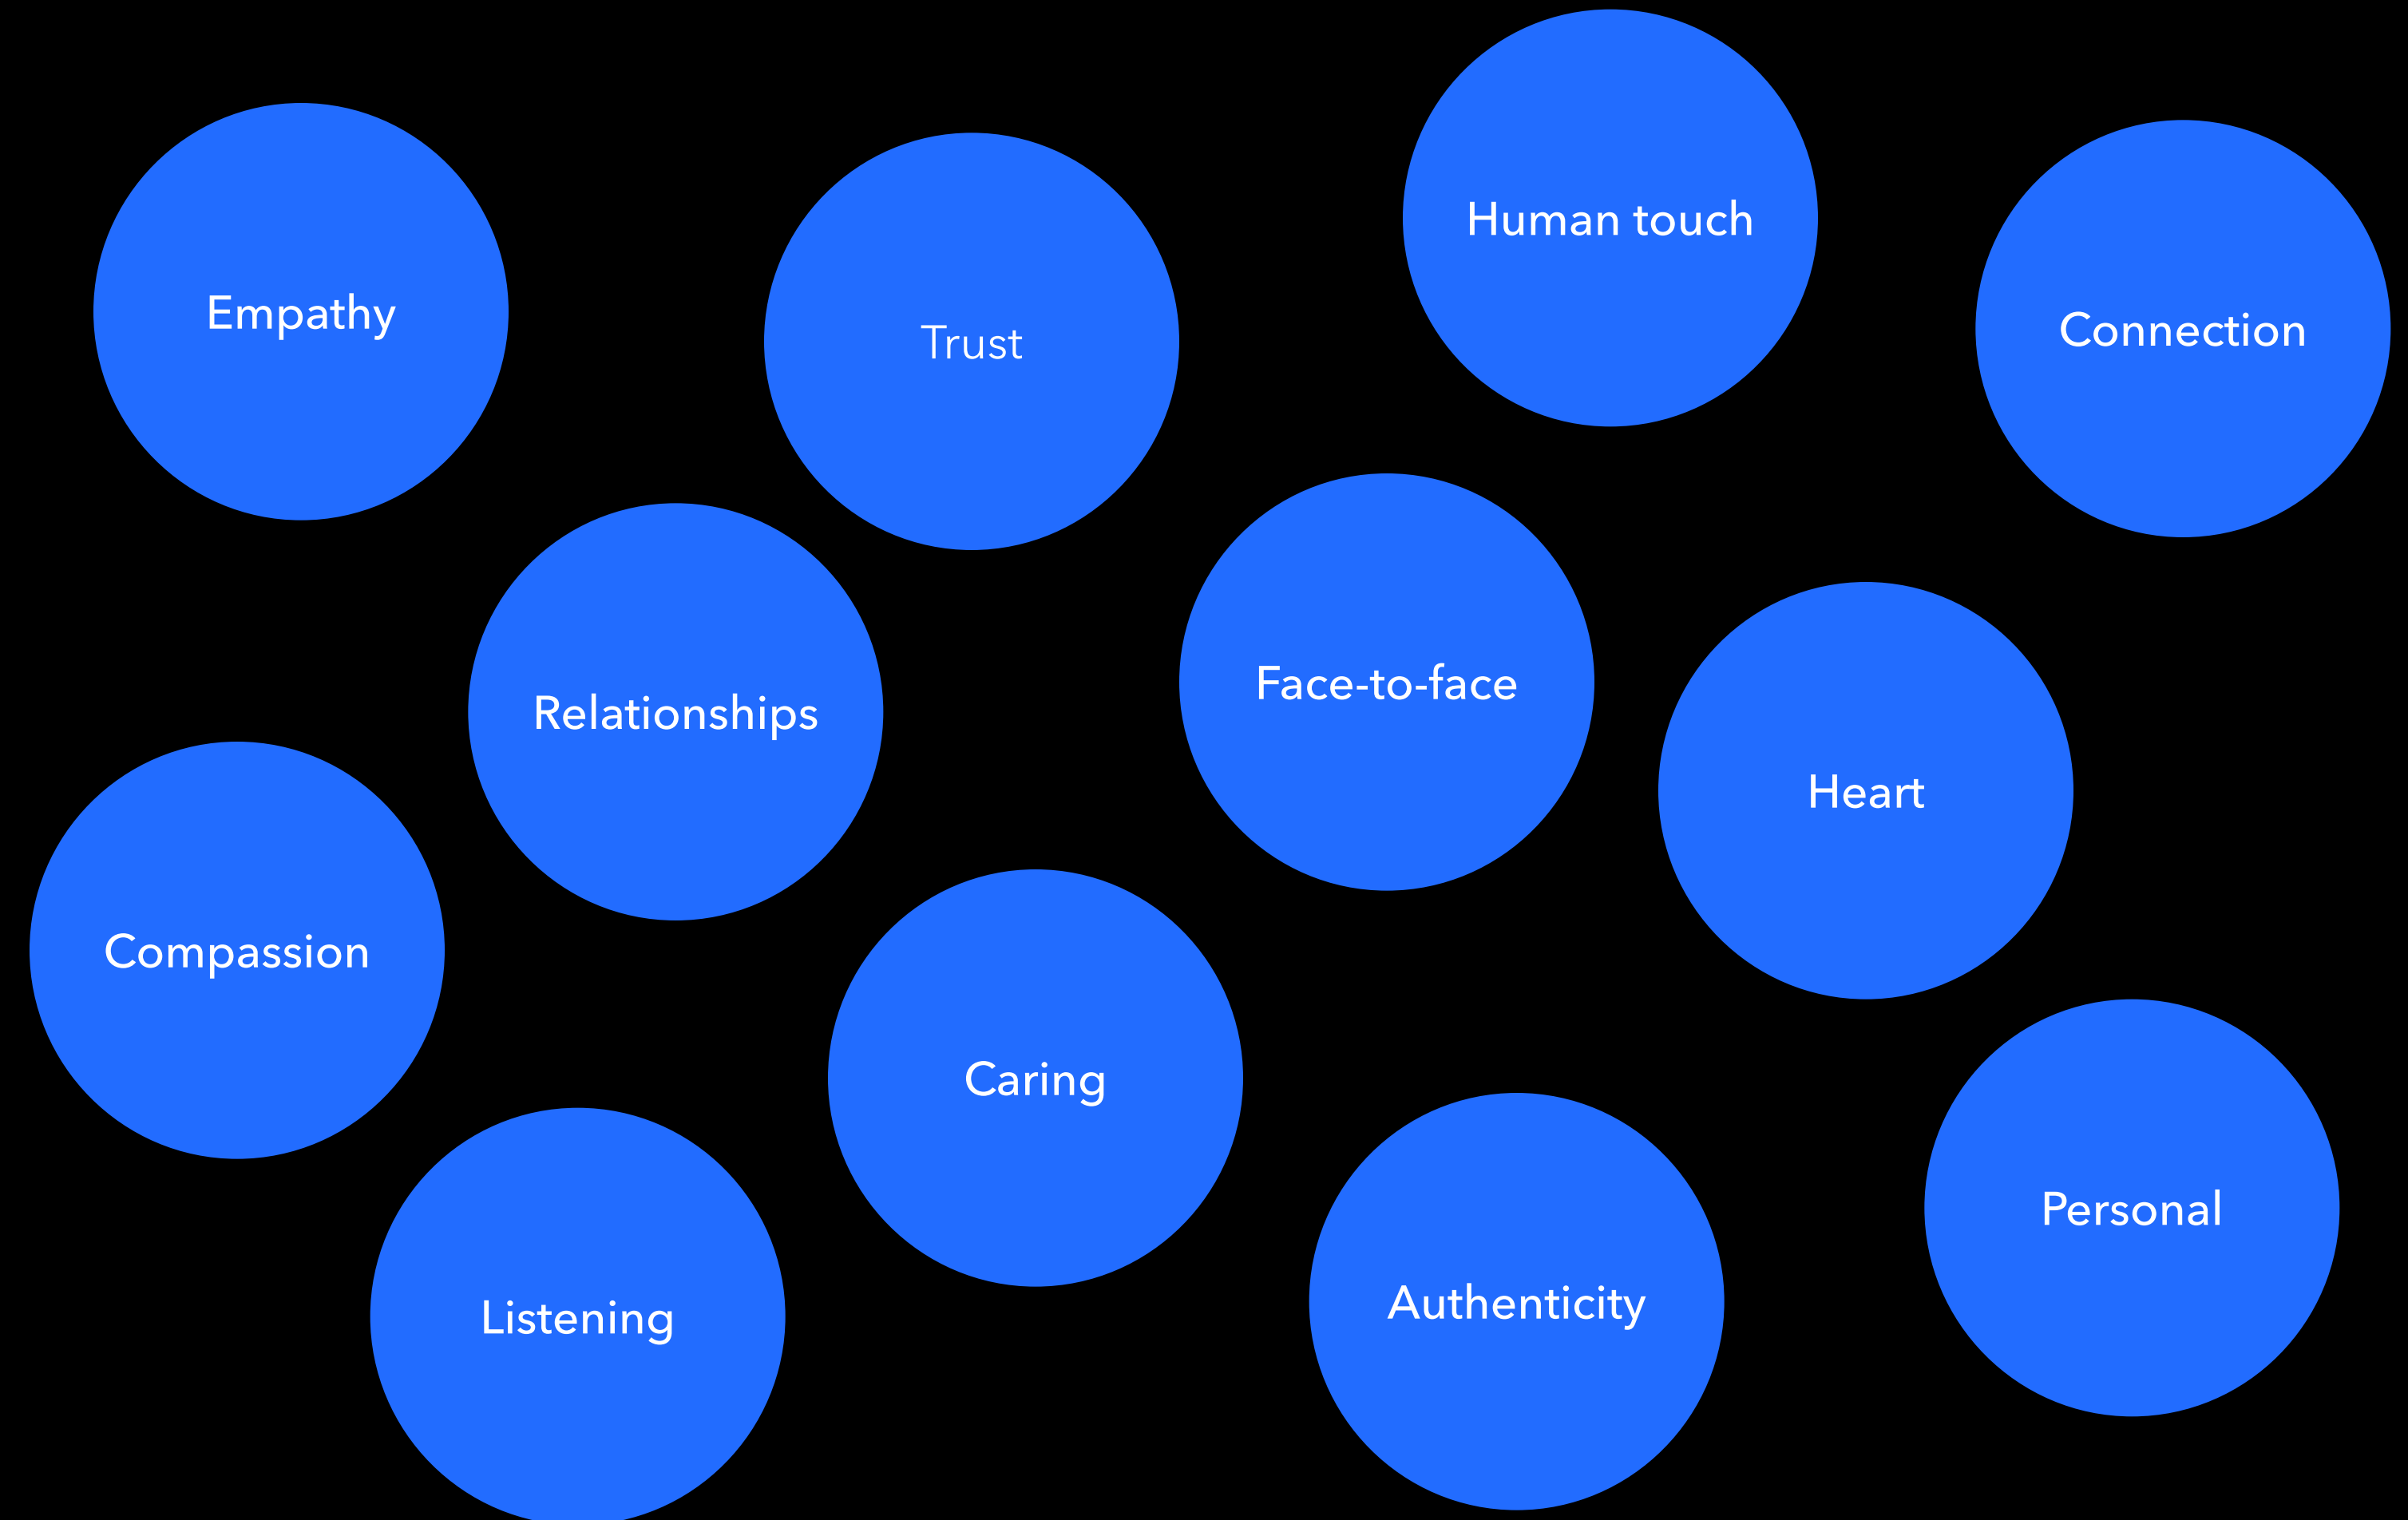 Human touch
Empathy
Trust
Connection
Relationships
Face-to-face
Heart
Compassion
Caring
Personal
Listening
Authenticity